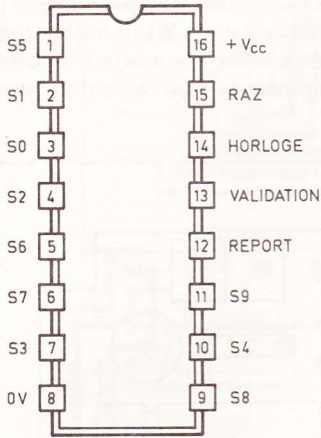 S5 1 16 + Vcc
S1 2 15 RAZ
S0 3 14 HORLOGE
S2 4 13 VALIDATION
S6 5 12 REPORT
S7 6 11 S9
S3 7 10 S4
0V 8 9 S8